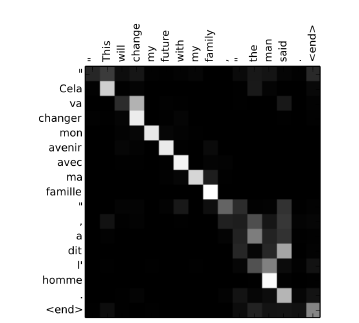 " This will change my future with my family , " the man said . <end>
"
Cela
va
changer
mon
avenir
avec
ma
famille
"
,
a
dit
l'
homme
.
<end>